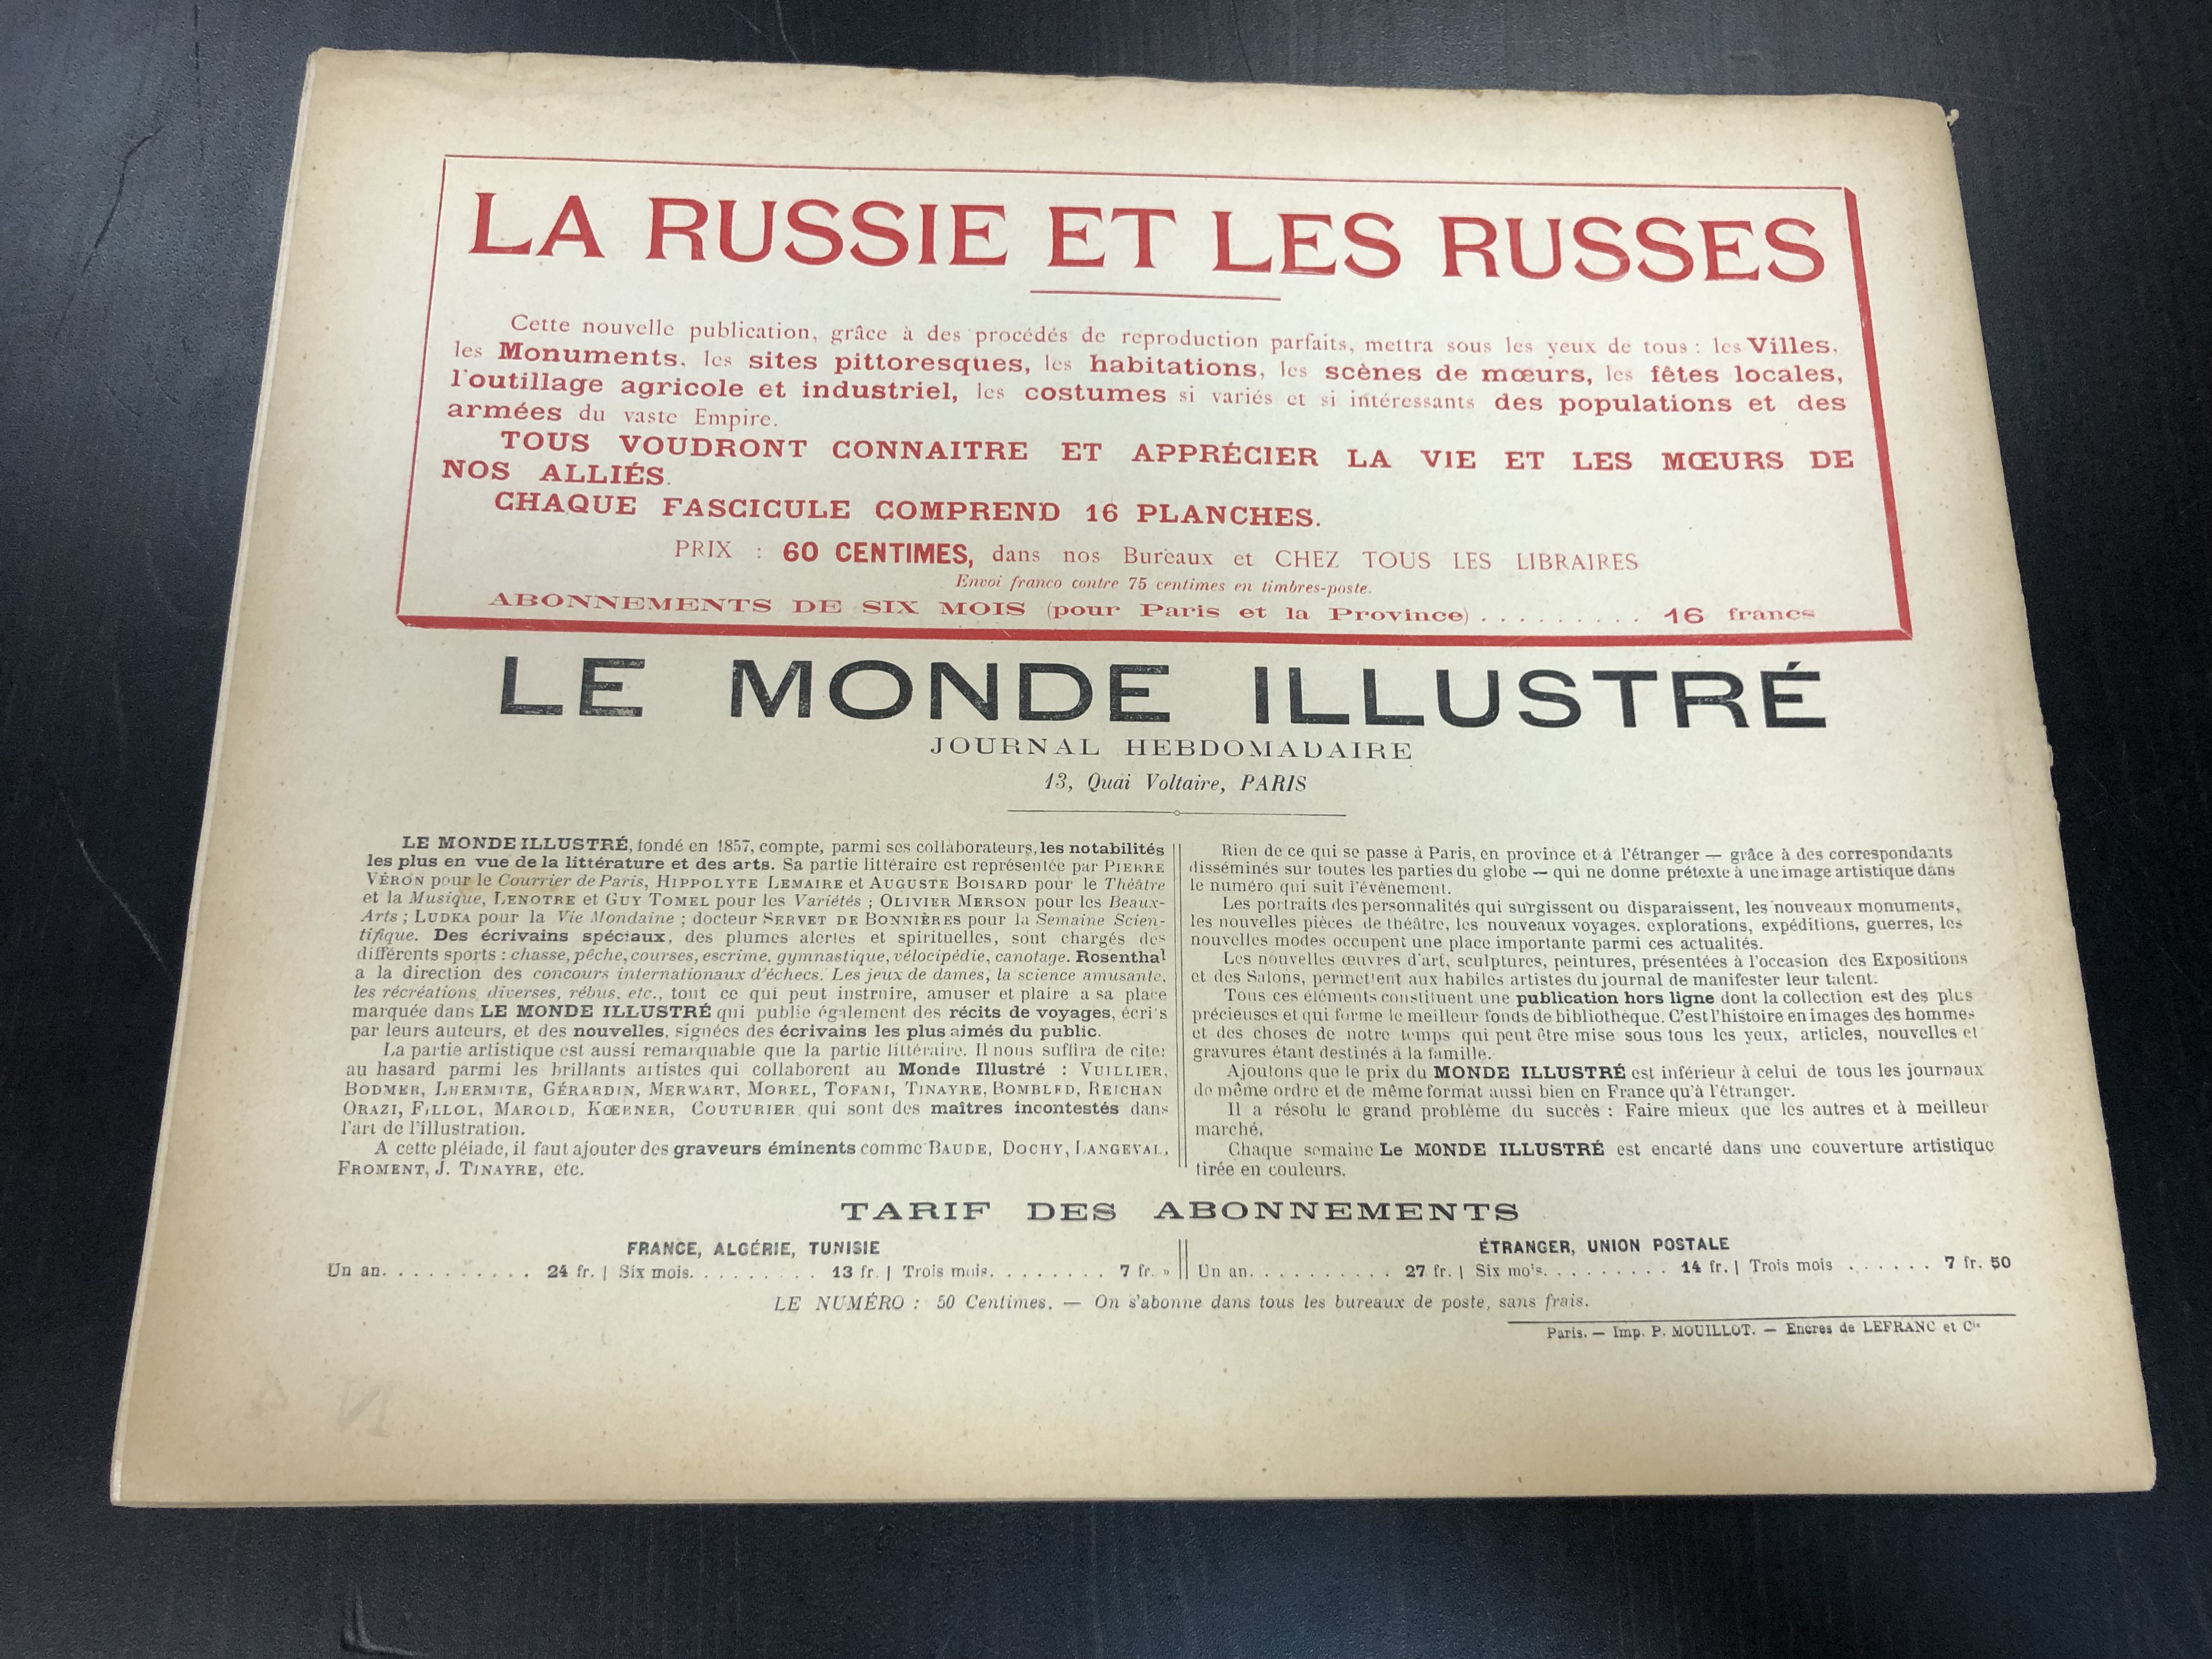 LA RUSSIE ET LES RUSSES
Cette nouvelle publication, grâce à des procédés de reproduction parfaits, mettra sous les yeux de tous : les Villes,
les Monuments, les sites pittoresques, les habitations, les scènes de mœurs, les fêtes locales,
l'outillage agricole et industriel, les costumes si variés et si intéressants des populations et des
armées du vaste Empire.
TOUS VOUDRONT CONNAITRE ET APPRÉCIER LA VIE ET LES MŒURS DE
NOS ALLIÉS.
CHAQUE FASCICULE COMPREND 16 PLANCHES.
PRIX : 60 CENTIMES, dans nos Bureaux et CHEZ TOUS LES LIBRAIRES
Envoi franco contre 75 centimes en timbres-poste.
ABONNEMENTS DE SIX MOIS (pour Paris et la Province) . . . . . . . . . 16 francs
LE MONDE ILLUSTRÉ
JOURNAL HEBDOMADAIRE
13, Quai Voltaire, PARIS
LE MONDE ILLUSTRÉ, fondé en 1857, compte, parmi ses collaborateurs, les notabilités
les plus en vue de la littérature et des arts. Sa partie littéraire est représentée par PIERRE
VÉRON pour le Courrier de Paris, HIPPOLYTE LEMAIRE et AUGUSTE BOISARD pour le Théâtre
et la Musique, LENOTRE et GUY TOMEL pour les Variétés ; OLIVIER MERSON pour les Beaux-
Arts ; LUDKA pour la Vie Mondaine ; docteur SERVET DE BONNIÈRES pour la Semaine Scien-
tifique. Des écrivains spéciaux, des plumes alertes et spirituelles, sont chargés des
différents sports : chasse, pêche, courses, escrime, gymnastique, vélocipédie, canotage. Rosenthal
a la direction des concours internationaux d'échecs. Les jeux de dames, la science amusante,
les récréations diverses, rébus, etc., tout ce qui peut instruire, amuser et plaire a sa place
marquée dans LE MONDE ILLUSTRÉ qui publie également des récits de voyages, écrits
par leurs auteurs, et des nouvelles, signées des écrivains les plus aimés du public.
La partie artistique est aussi remarquable que la partie littéraire. Il nous suffira de citer
au hasard parmi les brillants artistes qui collaborent au Monde Illustré : VUILLIER,
BODMER, LHERMITE, GÉRARDIN, MERWART, MOREL, TOFANI, TINAYRE, BOMBLED, REICHAN
ORAZI, FILLOL, MAROLD, KŒRNER, COUTURIER qui sont des maîtres incontestés dans
l'art de l'illustration.
A cette pléiade, il faut ajouter des graveurs éminents comme BAUDE, DOCHY, LANGEVAL,
FROMENT, J. TINAYRE, etc.
Rien de ce qui se passe à Paris, en province et à l'étranger — grâce à des correspondants
disséminés sur toutes les parties du globe — qui ne donne prétexte à une image artistique dans
le numéro qui suit l'évènement.
Les portraits des personnalités qui surgissent ou disparaissent, les nouveaux monuments,
les nouvelles pièces de théâtre, les nouveaux voyages, explorations, expéditions, guerres, les
nouvelles modes occupent une place importante parmi ces actualités.
Les nouvelles œuvres d'art, sculptures, peintures, présentées à l'occasion des Expositions
et des Salons, permettent aux habiles artistes du journal de manifester leur talent.
Tous ces éléments constituent une publication hors ligne dont la collection est des plus
précieuses et qui forme le meilleur fonds de bibliothèque. C'est l'histoire en images des hommes
et des choses de notre temps qui peut être mise sous tous les yeux, articles, nouvelles et
gravures étant destinés à la famille.
Ajoutons que le prix du MONDE ILLUSTRÉ est inférieur à celui de tous les journaux
de même ordre et de même format aussi bien en France qu'à l'étranger.
Il a résolu le grand problème du succès : Faire mieux que les autres et à meilleur
marché.
Chaque semaine Le MONDE ILLUSTRÉ est encarté dans une couverture artistique
tirée en couleurs.
TARIF DES ABONNEMENTS
FRANCE, ALGÉRIE, TUNISIE
Un an. . . . . . . . . . . 24 fr. | Six mois. . . . . . . . . 13 fr. | Trois mois. . . . . . . . 7 fr. »
ÉTRANGER, UNION POSTALE
Un an. . . . . . . . . . . 27 fr. | Six mois. . . . . . . . . . 14 fr. | Trois mois . . . . . . 7 fr. 50
LE NUMÉRO : 50 Centimes. — On s'abonne dans tous les bureaux de poste, sans frais.
Paris. — Imp. P. MOUILLOT. — Encres de LEFRANC et Cie